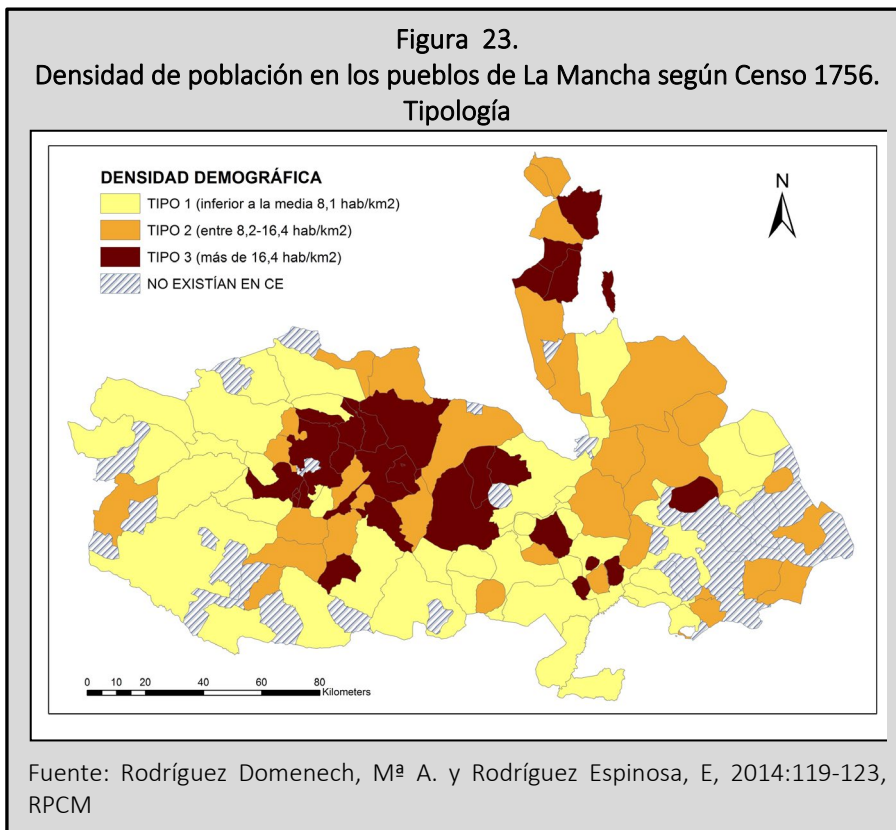 Figura 23.
Densidad de población en los pueblos de La Mancha según Censo 1756.
Tipología
DENSIDAD DEMOGRÁFICA
TIPO 1 (inferior a la media 8,1 hab/km2)
TIPO 2 (entre 8,2-16,4 hab/km2)
TIPO 3 (más de 16,4 hab/km2)
NO EXISTÍAN EN CE
N
0 10 20 40 60 80
Kilometers
Fuente: Rodríguez Domenech, Mª A. y Rodríguez Espinosa, E, 2014:119-123,
RPCM